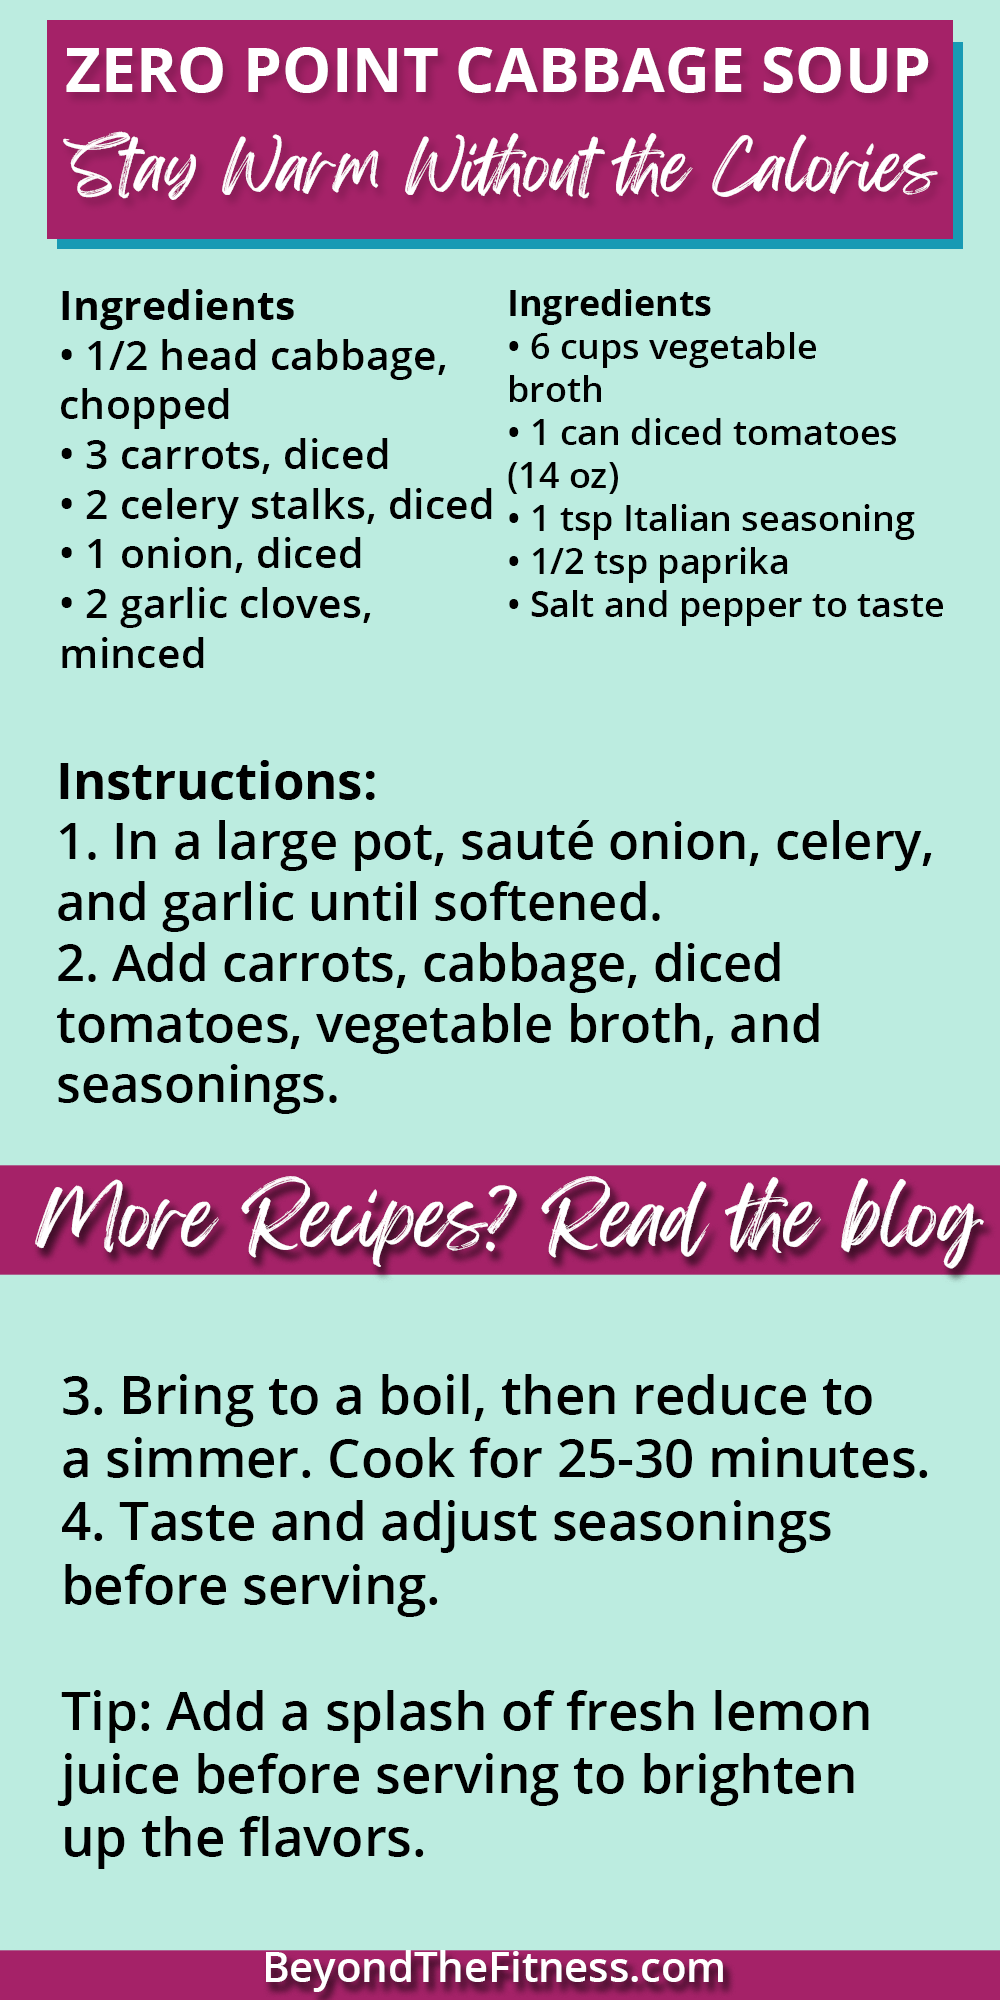 ZERO POINT CABBAGE SOUP
Stay Warm Without the Calories
Ingredients
• 1/2 head cabbage,
chopped
• 3 carrots, diced
• 2 celery stalks, diced
• 1 onion, diced
• 2 garlic cloves,
minced
Ingredients
• 6 cups vegetable
broth
• 1 can diced tomatoes
(14 oz)
• 1 tsp Italian seasoning
• 1/2 tsp paprika
• Salt and pepper to taste
Instructions:
1. In a large pot, sauté onion, celery,
and garlic until softened.
2. Add carrots, cabbage, diced
tomatoes, vegetable broth, and
seasonings.
More Recipes? Read the blog
3. Bring to a boil, then reduce to
a simmer. Cook for 25-30 minutes.
4. Taste and adjust seasonings
before serving.
Tip: Add a splash of fresh lemon
juice before serving to brighten
up the flavors.
BeyondTheFitness.com